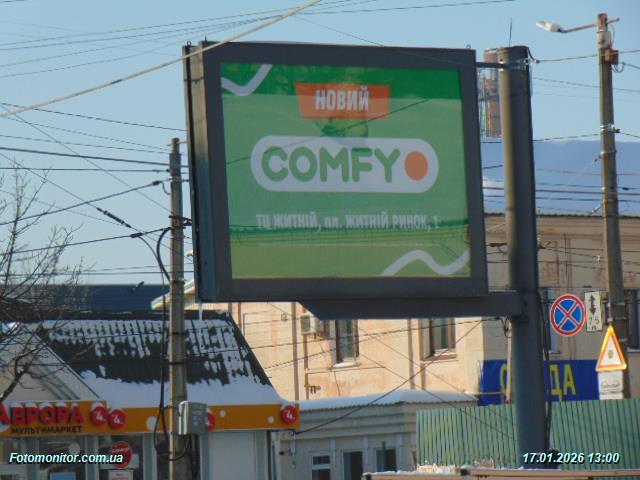 НОВИЙ
COMFY
ТЦ ЖИТНІЙ, пл. ЖИТНІЙ РИНОК, 1
АВРОРА
МУЛЬТИМАРКЕТ
Fotomonitor.com.ua
17.01.2026 13:00